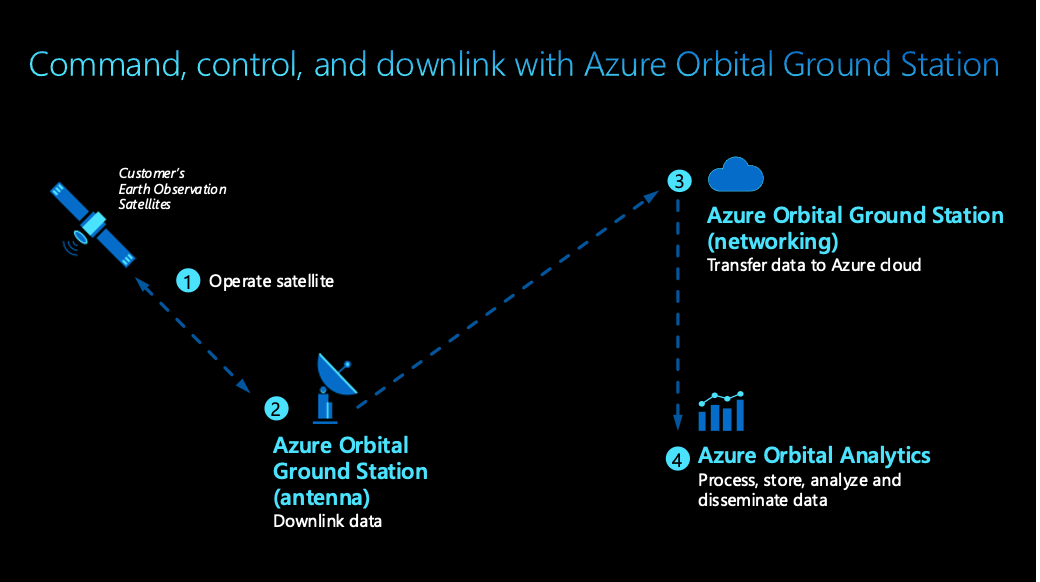 Command, control, and downlink with Azure Orbital Ground Station
Customer's
Earth Observation
Satellites
1 Operate satellite
2
Azure Orbital
Ground Station
(antenna)
Downlink data
3
Azure Orbital Ground Station
(networking)
Transfer data to Azure cloud
4 Azure Orbital Analytics
Process, store, analyze and
disseminate data